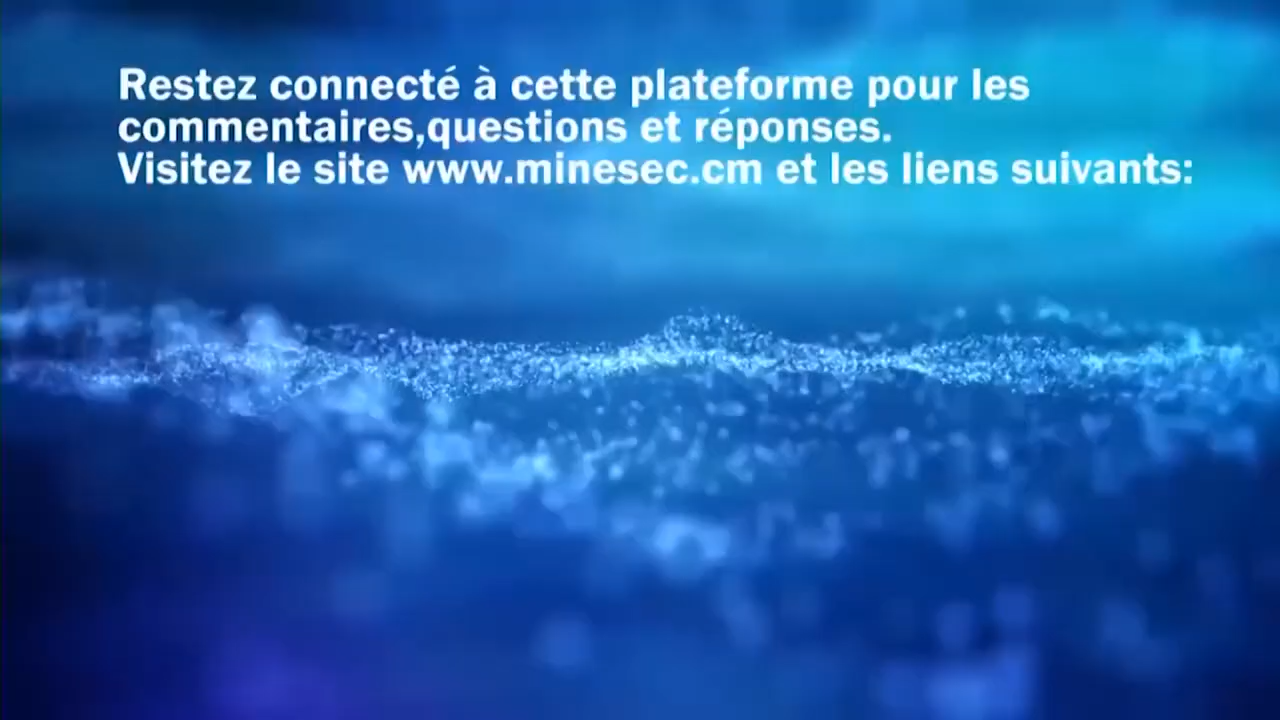 Restez connecté à cette plateforme pour les
commentaires,questions et réponses.
Visitez le site www.minesec.cm et les liens suivants: